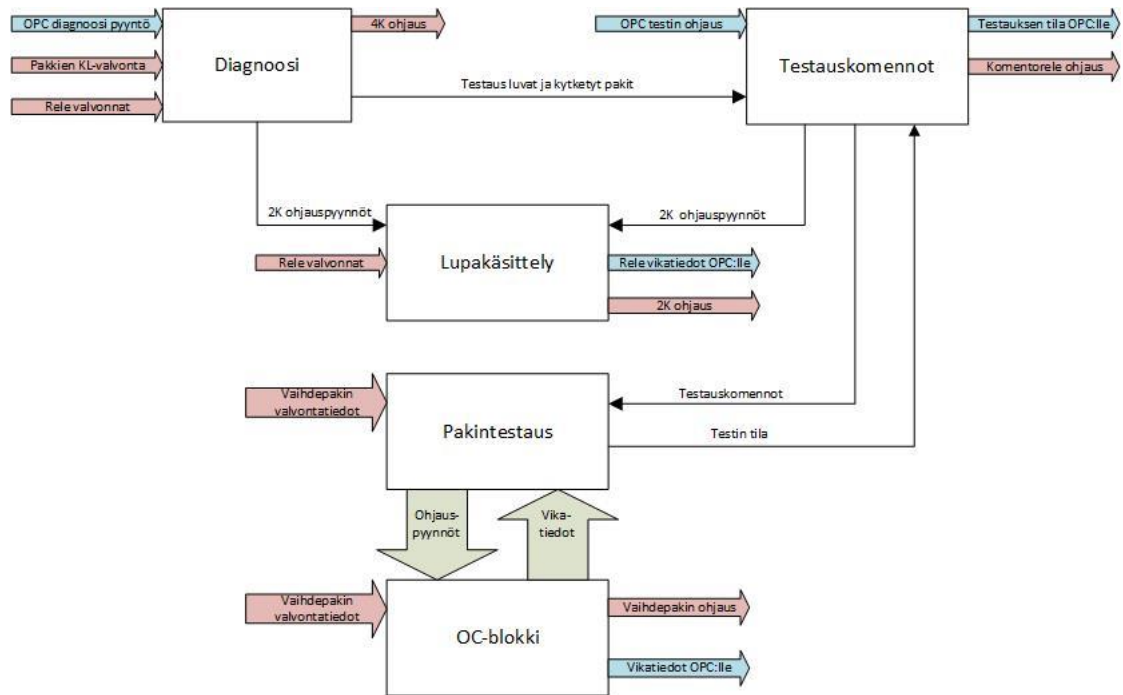 OPC diagnoosi pyyntö
4K ohjaus
OPC testin ohjaus
Testauksen tila OPC:lle
Pakkien KL-valvonta
Diagnoosi
Testauskomennot
Komentorele ohjaus
Testaus luvat ja kytketyt pakit
Rele valvonnat
2K ohjauspyynnöt
2K ohjauspyynnöt
Rele valvonnat
Lupakäsittely
Rele vikatiedot OPC:lle
2K ohjaus
Vaihdepakin
valvontatiedot
Testauskomennot
Pakintestaus
Testin tila
Ohjaus-
pyynnöt
Vika-
tiedot
Vaihdepakin
valvontatiedot
Vaihdepakin ohjaus
OC-blokki
Vikatiedot OPC:lle